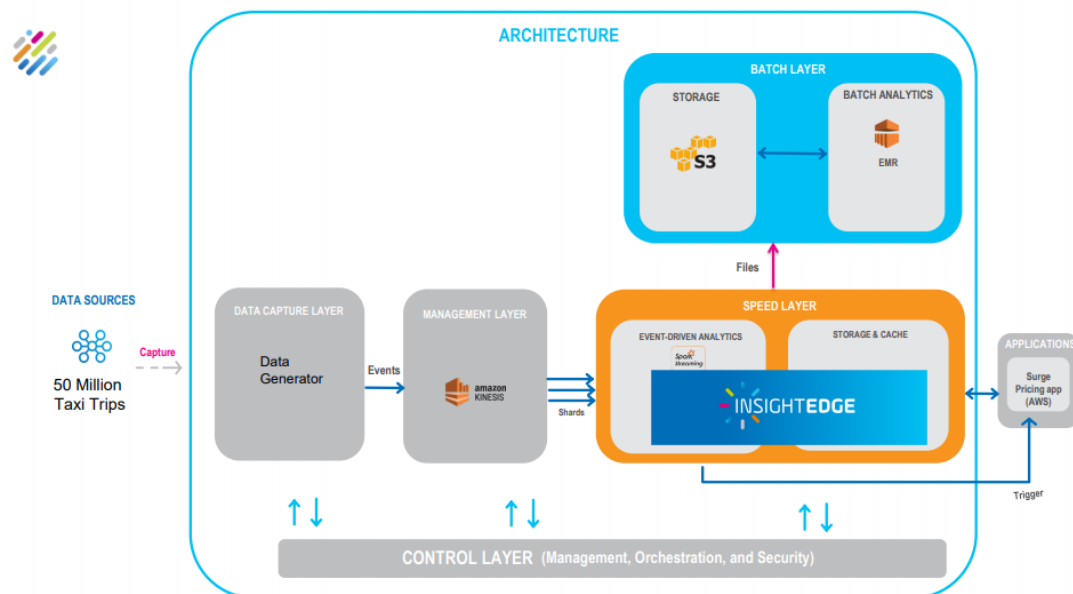 ARCHITECTURE
BATCH LAYER
STORAGE
S3
BATCH ANALYTICS
EMR
Files
DATA SOURCES
50 Million
Taxi Trips
Capture
DATA CAPTURE LAYER
Data
Generator
Events
MANAGEMENT LAYER
amazon
KINESIS
Shards
SPEED LAYER
EVENT-DRIVEN ANALYTICS
Spark
Streaming
STORAGE & CACHE
INSIGHTEDGE
APPLICATIONS
Surge
Pricing app
(AWS)
Trigger
CONTROL LAYER (Management, Orchestration, and Security)